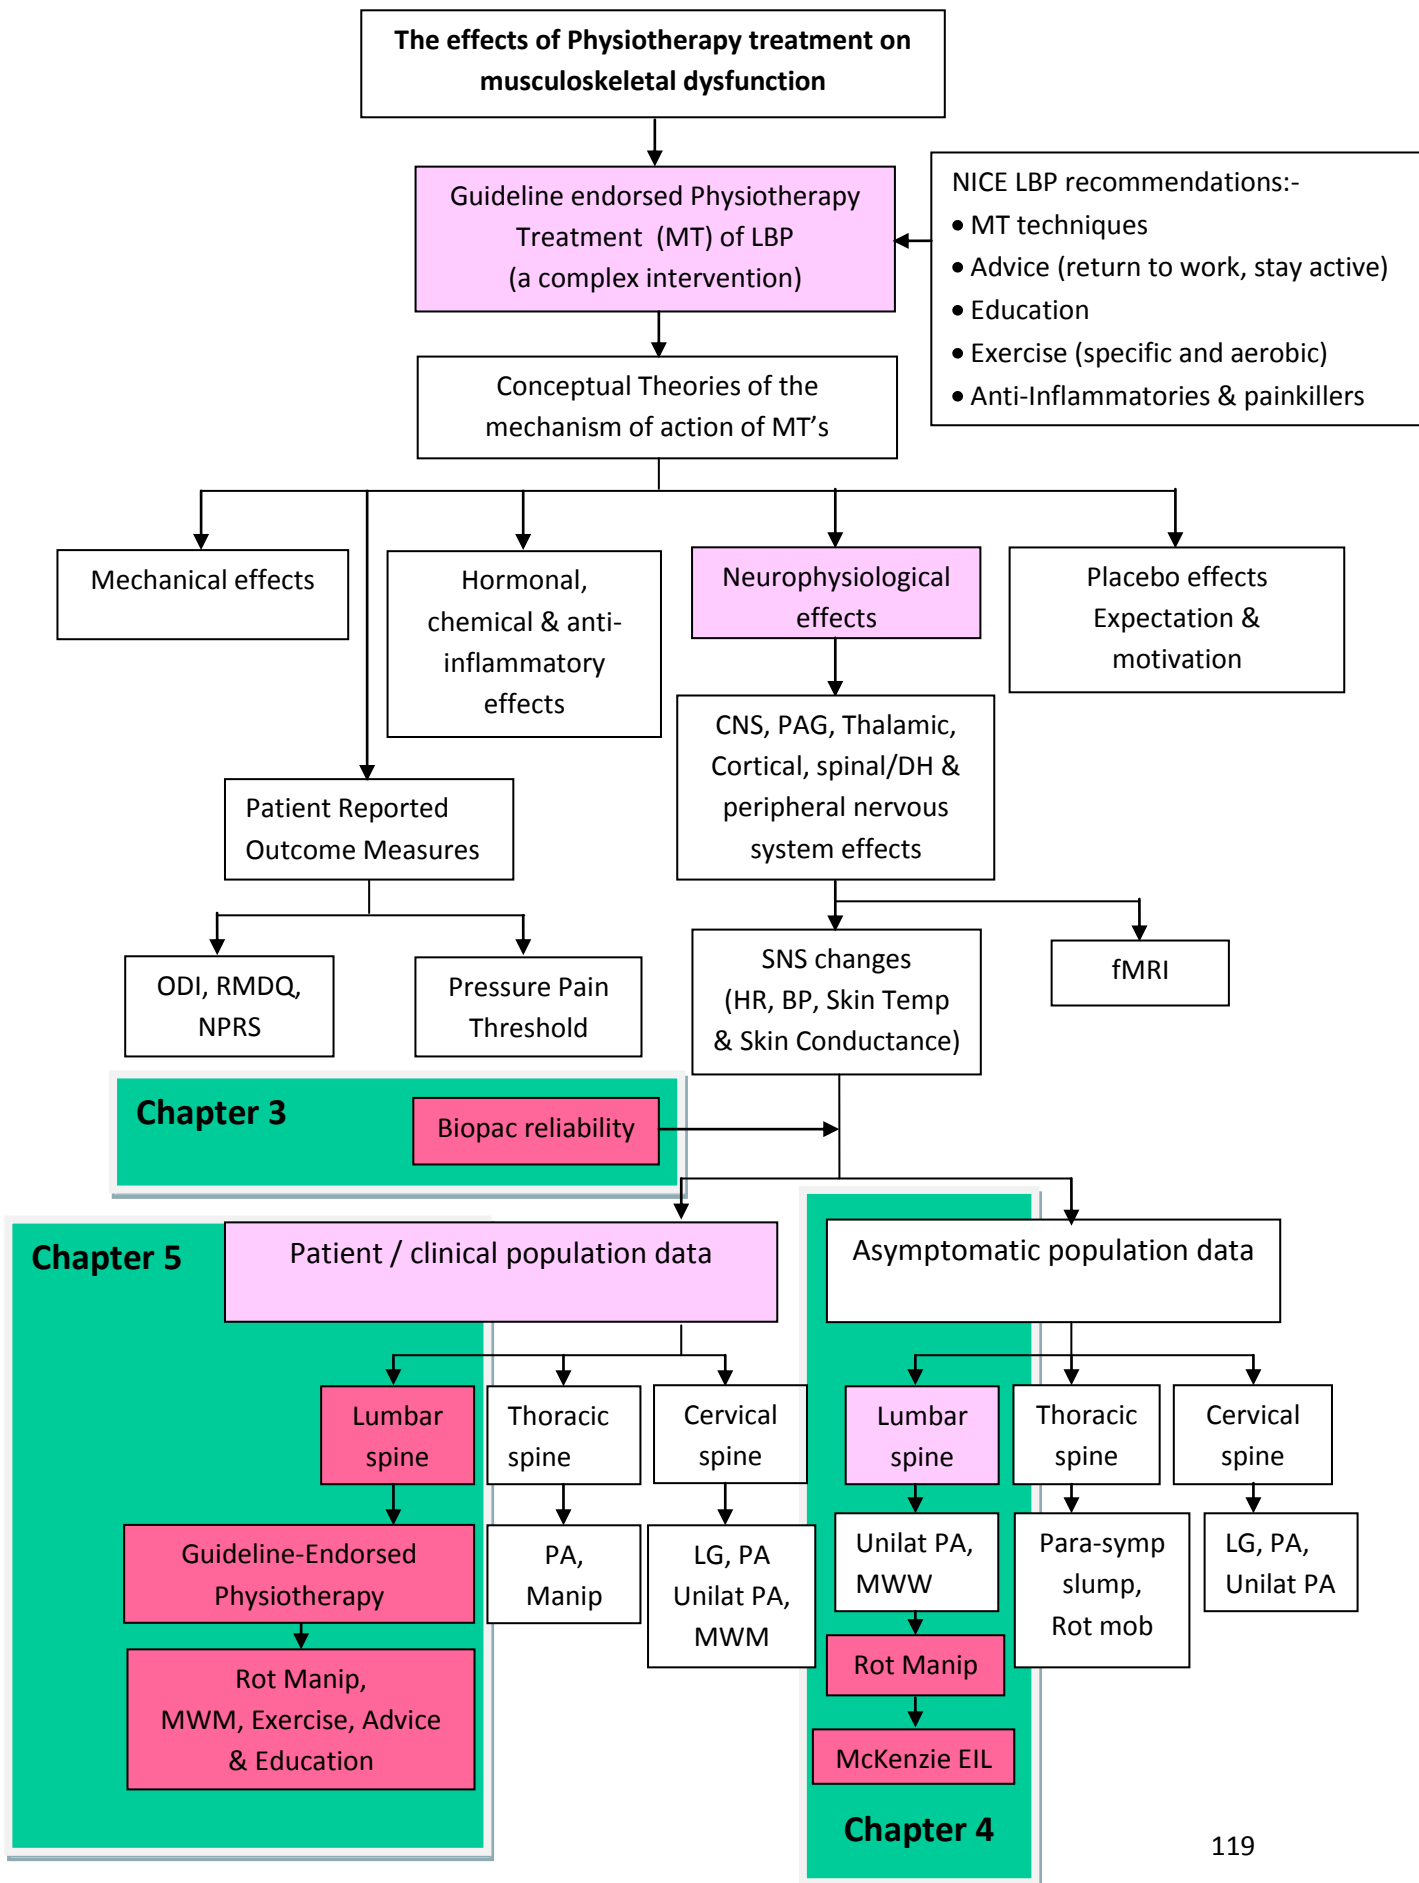 The effects of Physiotherapy treatment on
musculoskeletal dysfunction
Guideline endorsed Physiotherapy
Treatment (MT) of LBP
(a complex intervention)
NICE LBP recommendations:-
• MT techniques
• Advice (return to work, stay active)
• Education
• Exercise (specific and aerobic)
• Anti-Inflammatories & painkillers
Conceptual Theories of the
mechanism of action of MT’s
Mechanical effects
Hormonal,
chemical & anti-
inflammatory
effects
Neurophysiological
effects
Placebo effects
Expectation &
motivation
Patient Reported
Outcome Measures
CNS, PAG, Thalamic,
Cortical, spinal/DH &
peripheral nervous
system effects
ODI, RMDQ,
NPRS
Pressure Pain
Threshold
SNS changes
(HR, BP, Skin Temp
& Skin Conductance)
fMRI
Chapter 3
Biopac reliability
Chapter 5
Patient / clinical population data
Asymptomatic population data
Lumbar
spine
Thoracic
spine
Cervical
spine
Lumbar
spine
Thoracic
spine
Cervical
spine
Guideline-Endorsed
Physiotherapy
PA,
Manip
LG, PA
Unilat PA,
MWM
Unilat PA,
MWW
Para-symp
slump,
Rot mob
LG, PA,
Unilat PA
Rot Manip,
MWM, Exercise, Advice
& Education
Rot Manip
McKenzie EIL
Chapter 4
119